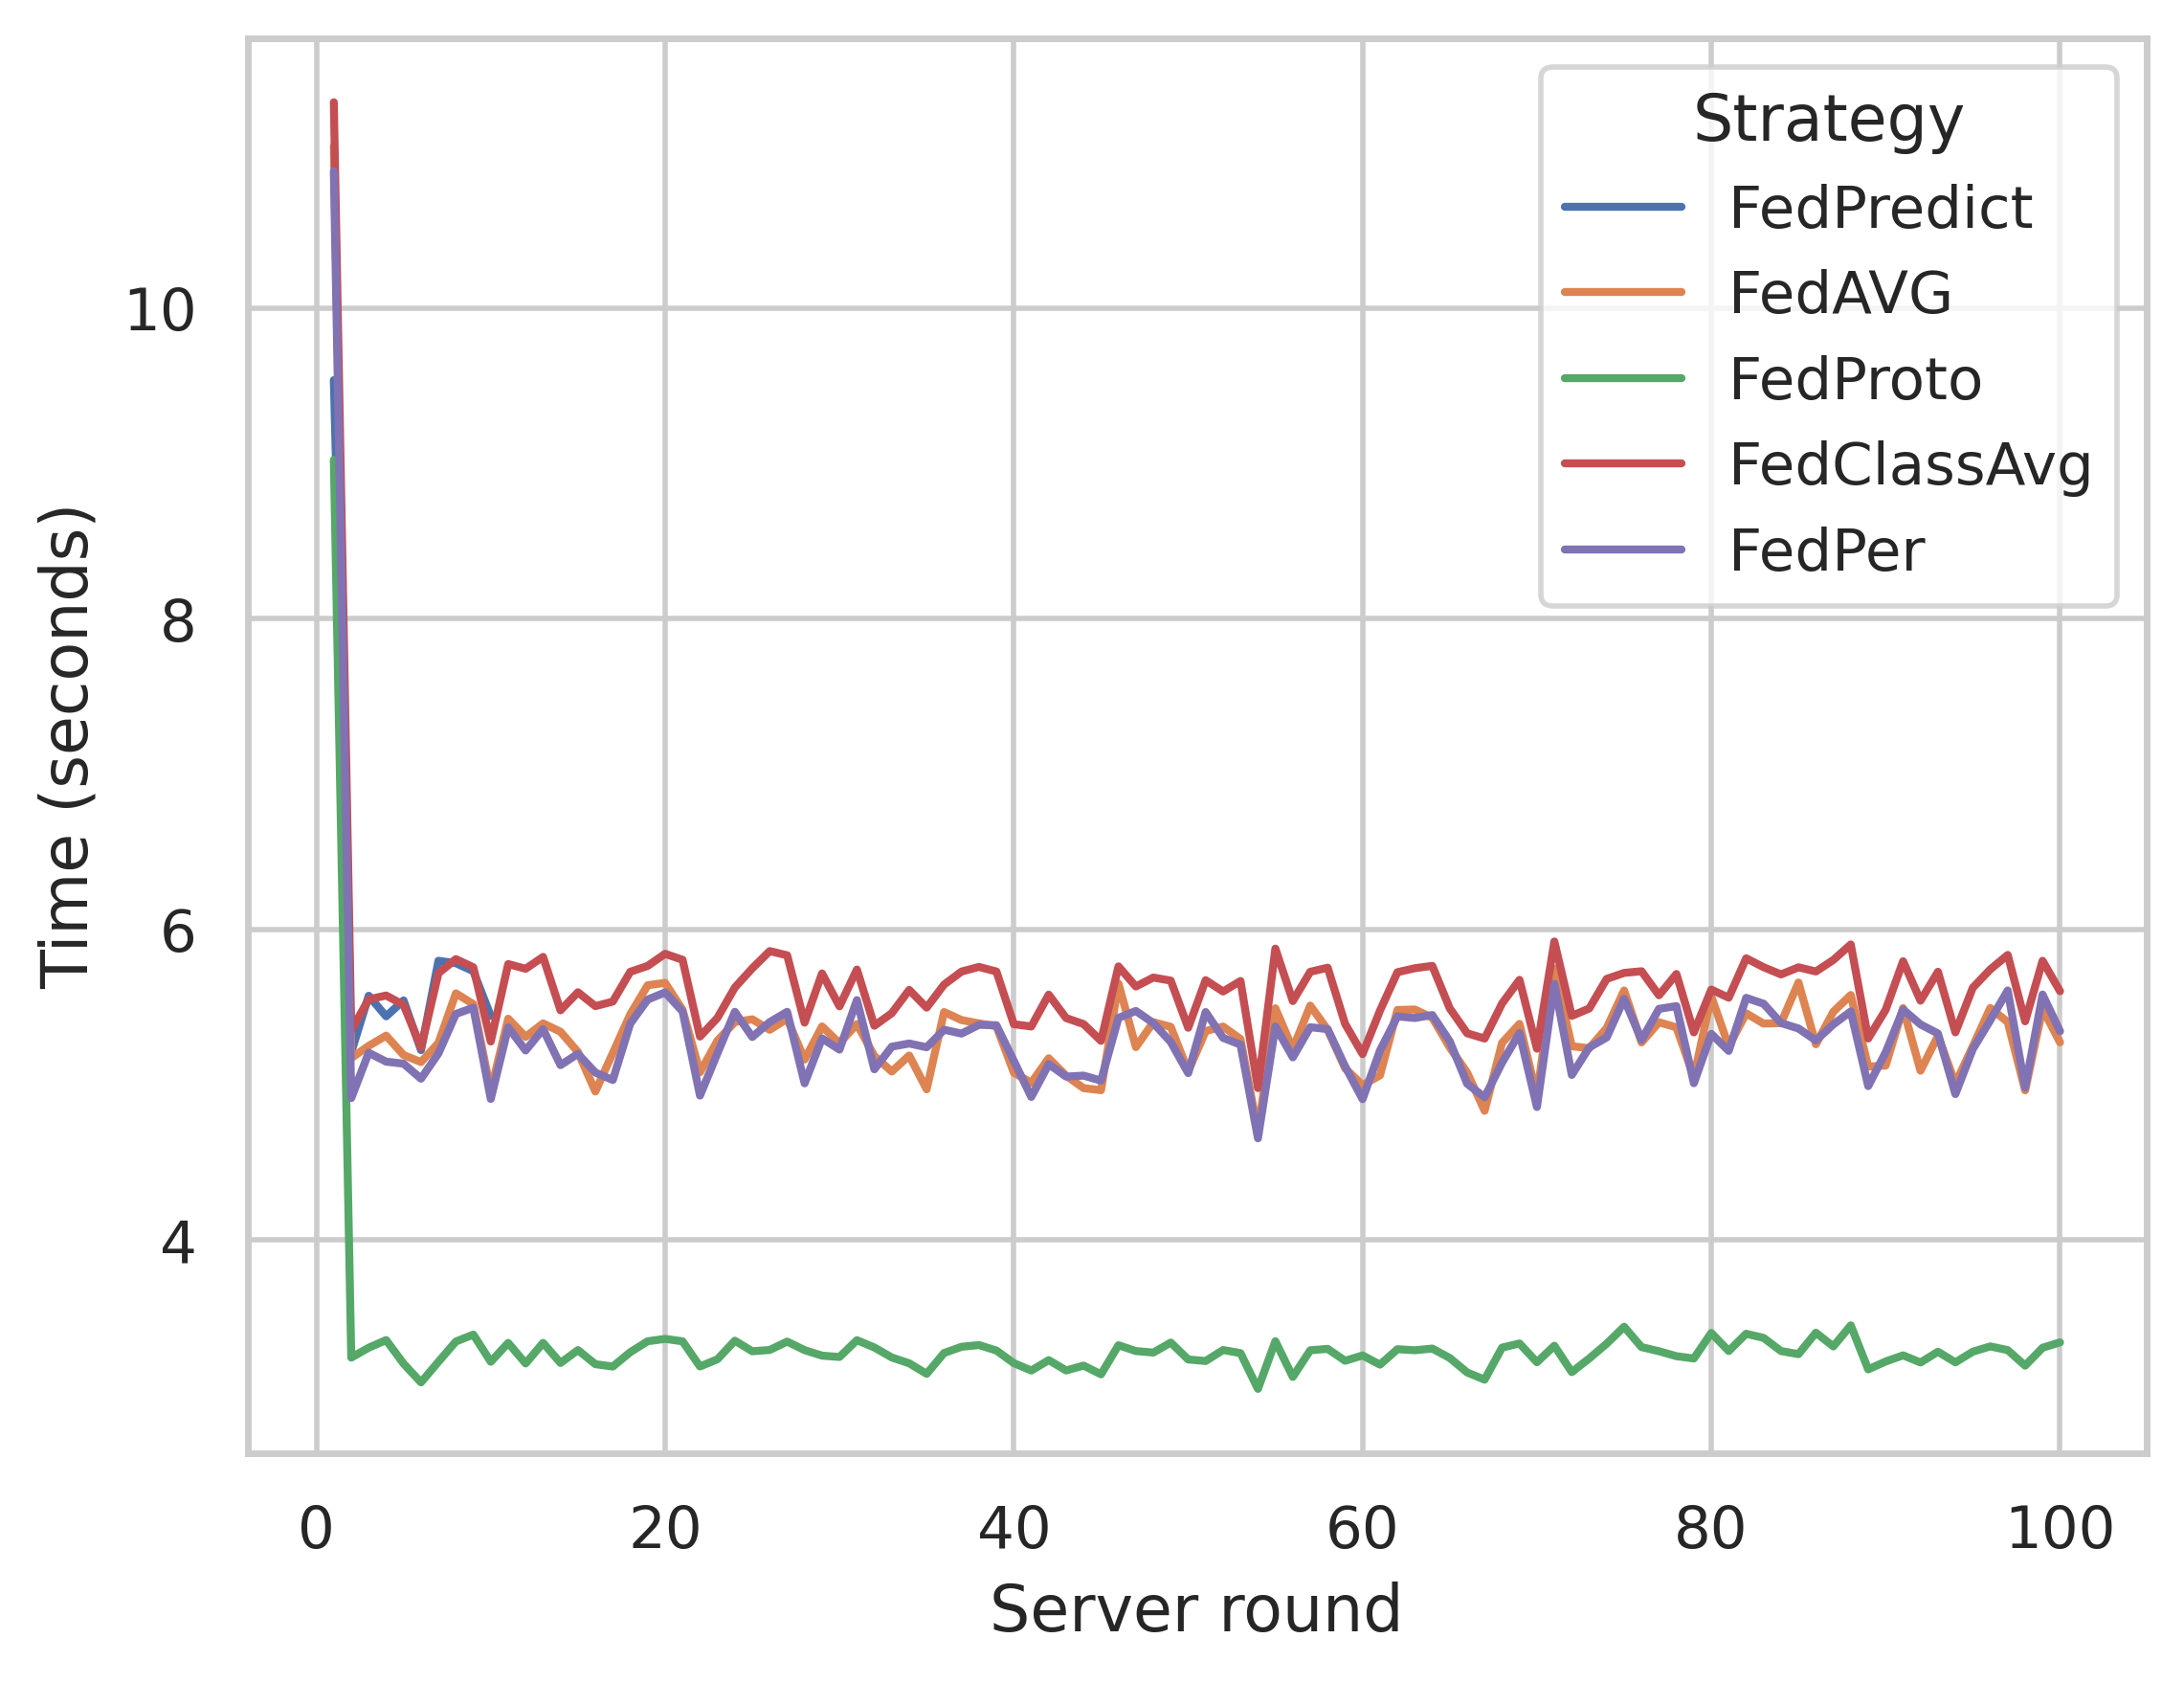 Strategy
FedPredict
FedAVG
FedProto
FedClassAvg
FedPer
Time (seconds)
10
8
6
4
0 20 40 60 80 100
Server round